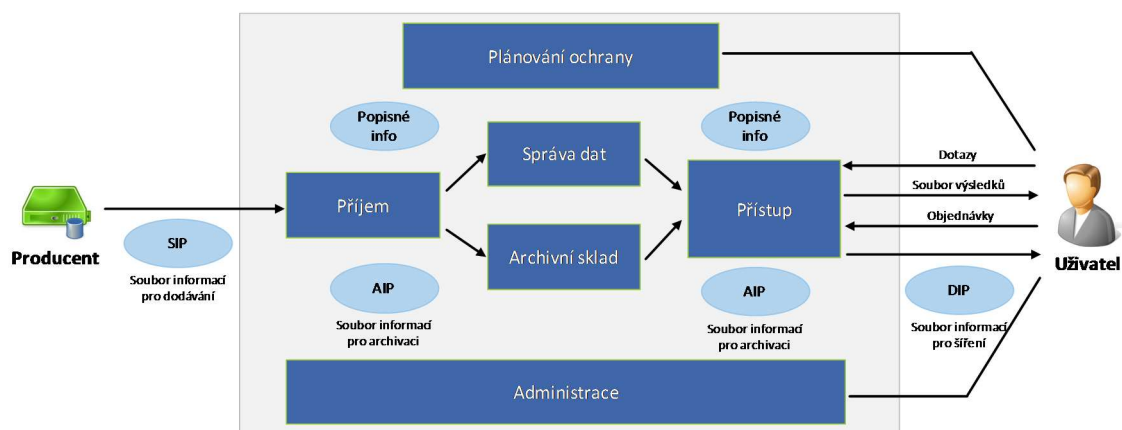 Plánování ochrany
Popisné
info
Popisné
info
Správa dat
Dotazy
Soubor výsledků
Příjem
Přístup
Objednávky
SIP
Archivní sklad
Producent
Uživatel
Soubor informací
pro dodávání
AIP
AIP
DIP
Soubor informací
pro archivaci
Soubor informací
pro archivaci
Soubor informací
pro šíření
Administrace